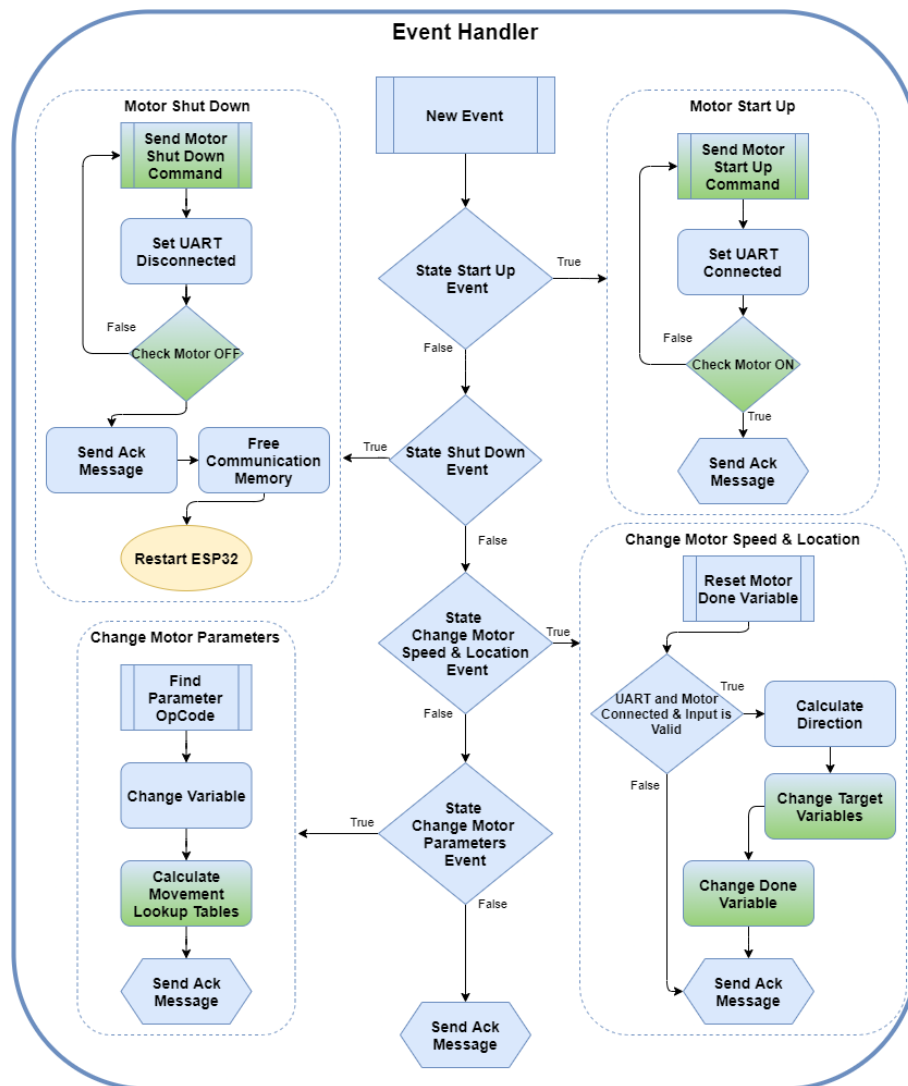 Event Handler
Motor Shut Down
Send Motor
Shut Down
Command
Set UART
Disconnected
False
Check Motor OFF
Send Ack
Message
Free
Communication
Memory
Restart ESP32
New Event
State Start Up
Event
True
False
State Shut Down
Event
True
False
State
Change Motor
Speed & Location
Event
True
False
State
Change Motor
Parameters
Event
True
False
Send Ack
Message
Motor Start Up
Send Motor
Start Up
Command
Set UART
Connected
False
Check Motor ON
True
Send Ack
Message
Change Motor Speed & Location
Reset Motor
Done Variable
UART and Motor
Connected & Input is
Valid
True
False
Calculate
Direction
Change Target
Variables
Change Done
Variable
Send Ack
Message
Change Motor Parameters
Find
Parameter
OpCode
Change Variable
Calculate
Movement
Lookup Tables
Send Ack
Message